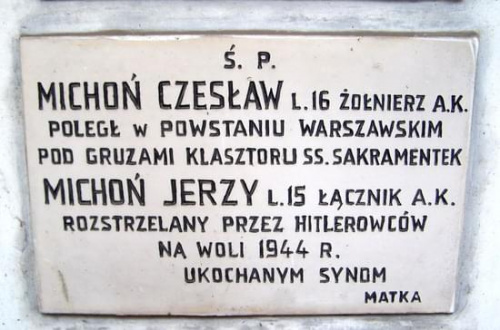 Ś. P.
MICHOŃ CZESŁAW L.16 ŻOŁNIERZ A.K.
POLEGŁ W POWSTANIU WARSZAWSKIM
POD GRUZAMI KLASZTORU SS. SAKRAMENTEK
MICHOŃ JERZY L.15 ŁĄCZNIK A.K.
ROZSTRZELANY PRZEZ HITLEROWCÓW
NA WOLI 1944 R.
UKOCHANYM SYNOM
MATKA